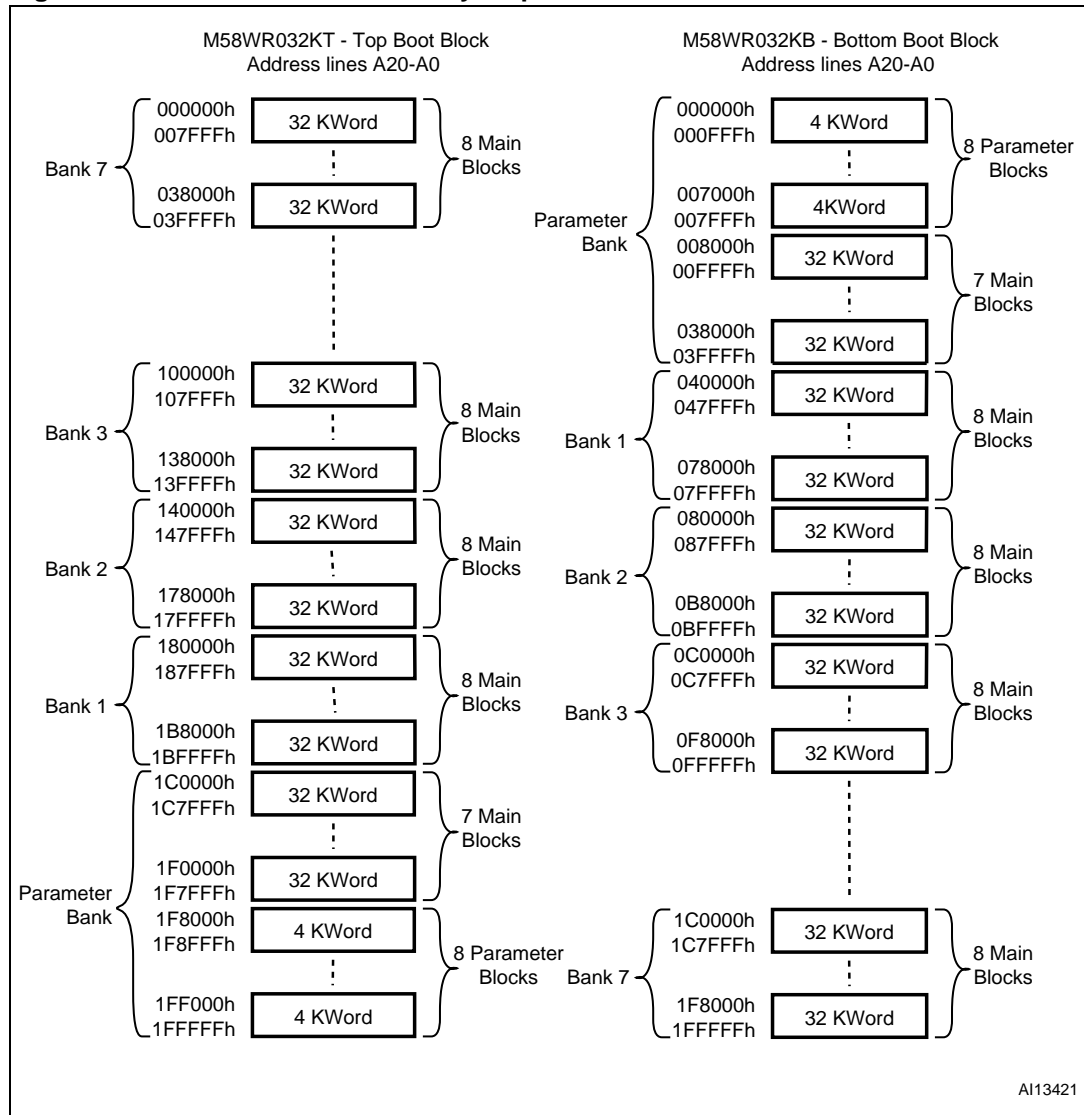 M58WR032KT - Top Boot Block
Address lines A20-A0
Bank 7
000000h
007FFFh
32 KWord
038000h
03FFFFh
32 KWord
8 Main
Blocks
Bank 3
100000h
107FFFh
32 KWord
138000h
13FFFFh
32 KWord
8 Main
Blocks
Bank 2
140000h
147FFFh
32 KWord
178000h
17FFFFh
32 KWord
8 Main
Blocks
Bank 1
180000h
187FFFh
32 KWord
1B8000h
1BFFFFh
32 KWord
8 Main
Blocks
Parameter
Bank
1C0000h
1C7FFFh
32 KWord
1F0000h
1F7FFFh
32 KWord
7 Main
Blocks
1F8000h
1F8FFFh
4 KWord
1FF000h
1FFFFFh
4 KWord
8 Parameter
Blocks
M58WR032KB - Bottom Boot Block
Address lines A20-A0
Parameter
Bank
000000h
000FFFh
4 KWord
007000h
007FFFh
4KWord
8 Parameter
Blocks
008000h
00FFFFh
32 KWord
038000h
03FFFFh
32 KWord
7 Main
Blocks
Bank 1
040000h
047FFFh
32 KWord
078000h
07FFFFh
32 KWord
8 Main
Blocks
Bank 2
080000h
087FFFh
32 KWord
0B8000h
0BFFFFh
32 KWord
8 Main
Blocks
Bank 3
0C0000h
0C7FFFh
32 KWord
0F8000h
0FFFFFh
32 KWord
8 Main
Blocks
Bank 7
1C0000h
1C7FFFh
32 KWord
1F8000h
1FFFFFh
32 KWord
8 Main
Blocks
AI13421